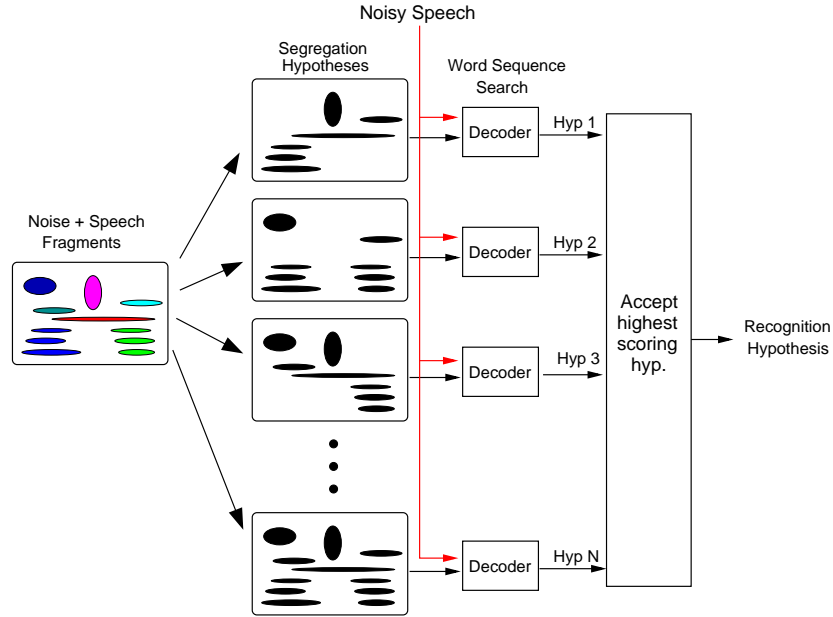 Noisy Speech
Segregation
Hypotheses
Word Sequence
Search
Noise + Speech
Fragments
Decoder
Hyp 1
Decoder
Hyp 2
Decoder
Hyp 3
Decoder
Hyp N
Accept
highest
scoring
hyp.
Recognition
Hypothesis